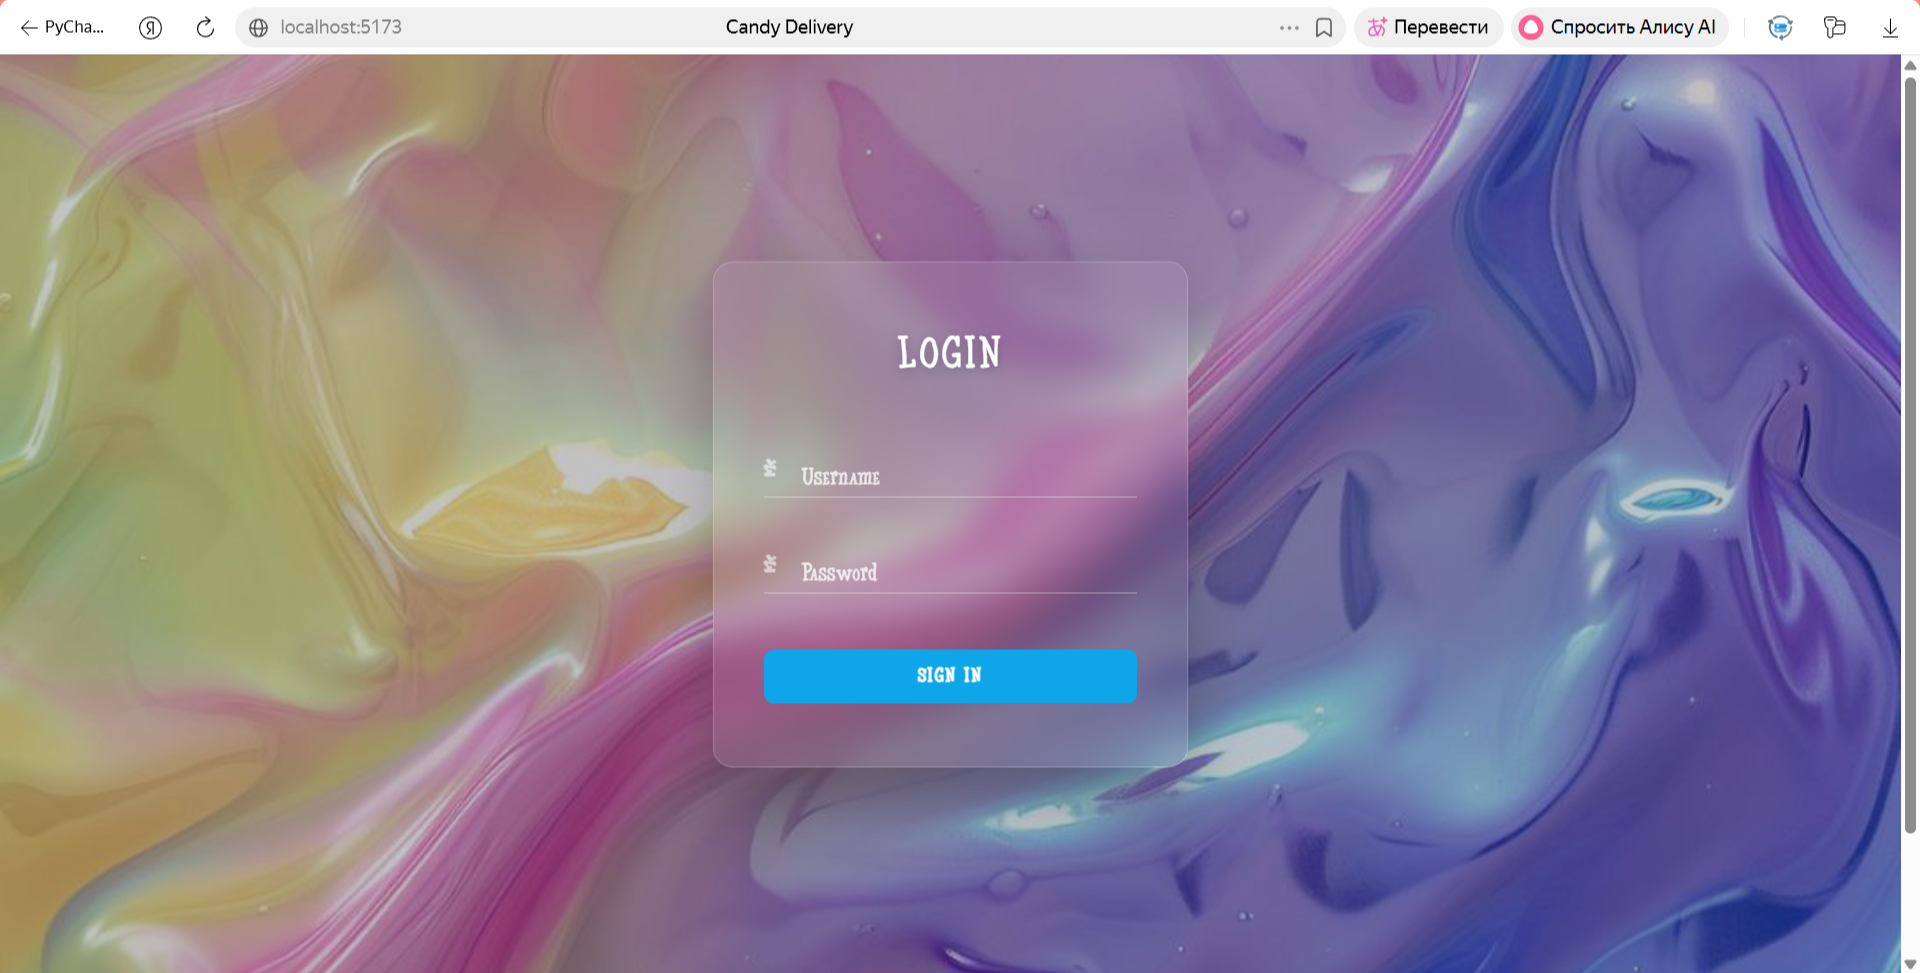 PyCha...
localhost:5173
Candy Delivery
Перевести
Спросить Алису AI
LOGIN
Username
Password
SIGN IN